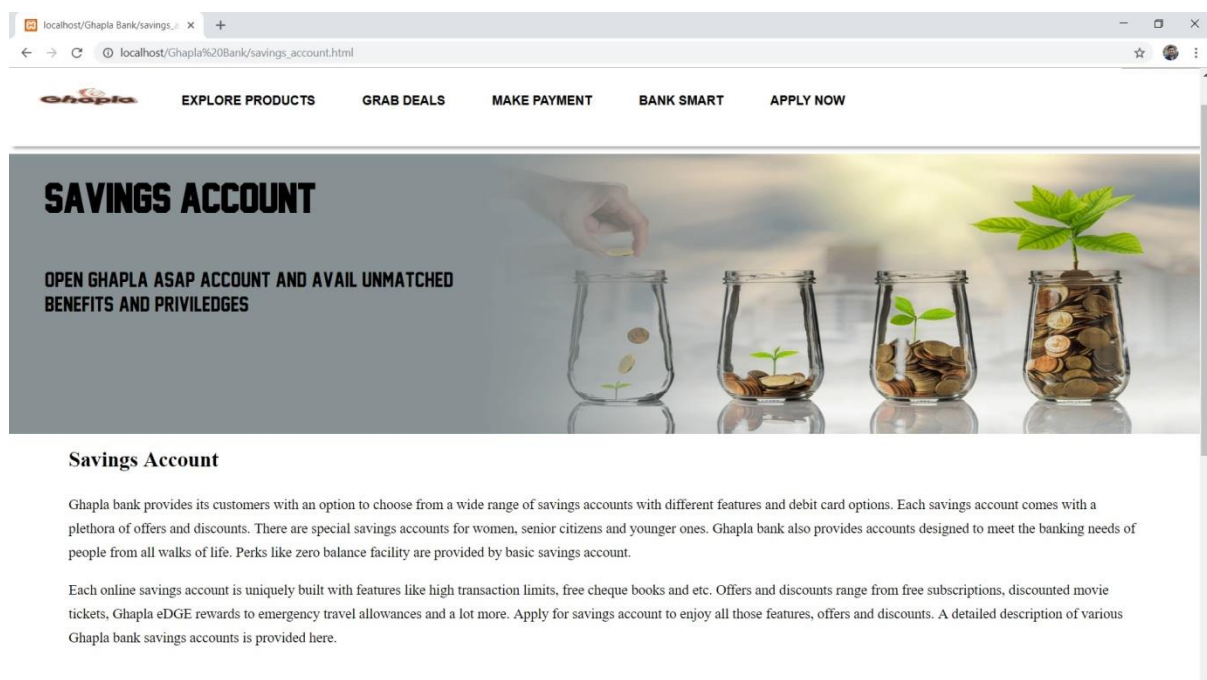 localhost/Ghapla Bank/savings_a
localhost/Ghapla%20Bank/savings_account.html
Ghapla
EXPLORE PRODUCTS GRAB DEALS MAKE PAYMENT BANK SMART APPLY NOW
SAVINGS ACCOUNT
OPEN GHAPLA ASAP ACCOUNT AND AVAIL UNMATCHED
BENEFITS AND PRIVILEDGES
Savings Account
Ghapla bank provides its customers with an option to choose from a wide range of savings accounts with different features and debit card options. Each savings account comes with a
plethora of offers and discounts. There are special savings accounts for women, senior citizens and younger ones. Ghapla bank also provides accounts designed to meet the banking needs of
people from all walks of life. Perks like zero balance facility are provided by basic savings account.
Each online savings account is uniquely built with features like high transaction limits, free cheque books and etc. Offers and discounts range from free subscriptions, discounted movie
tickets, Ghapla eDGE rewards to emergency travel allowances and a lot more. Apply for savings account to enjoy all those features, offers and discounts. A detailed description of various
Ghapla bank savings accounts is provided here.